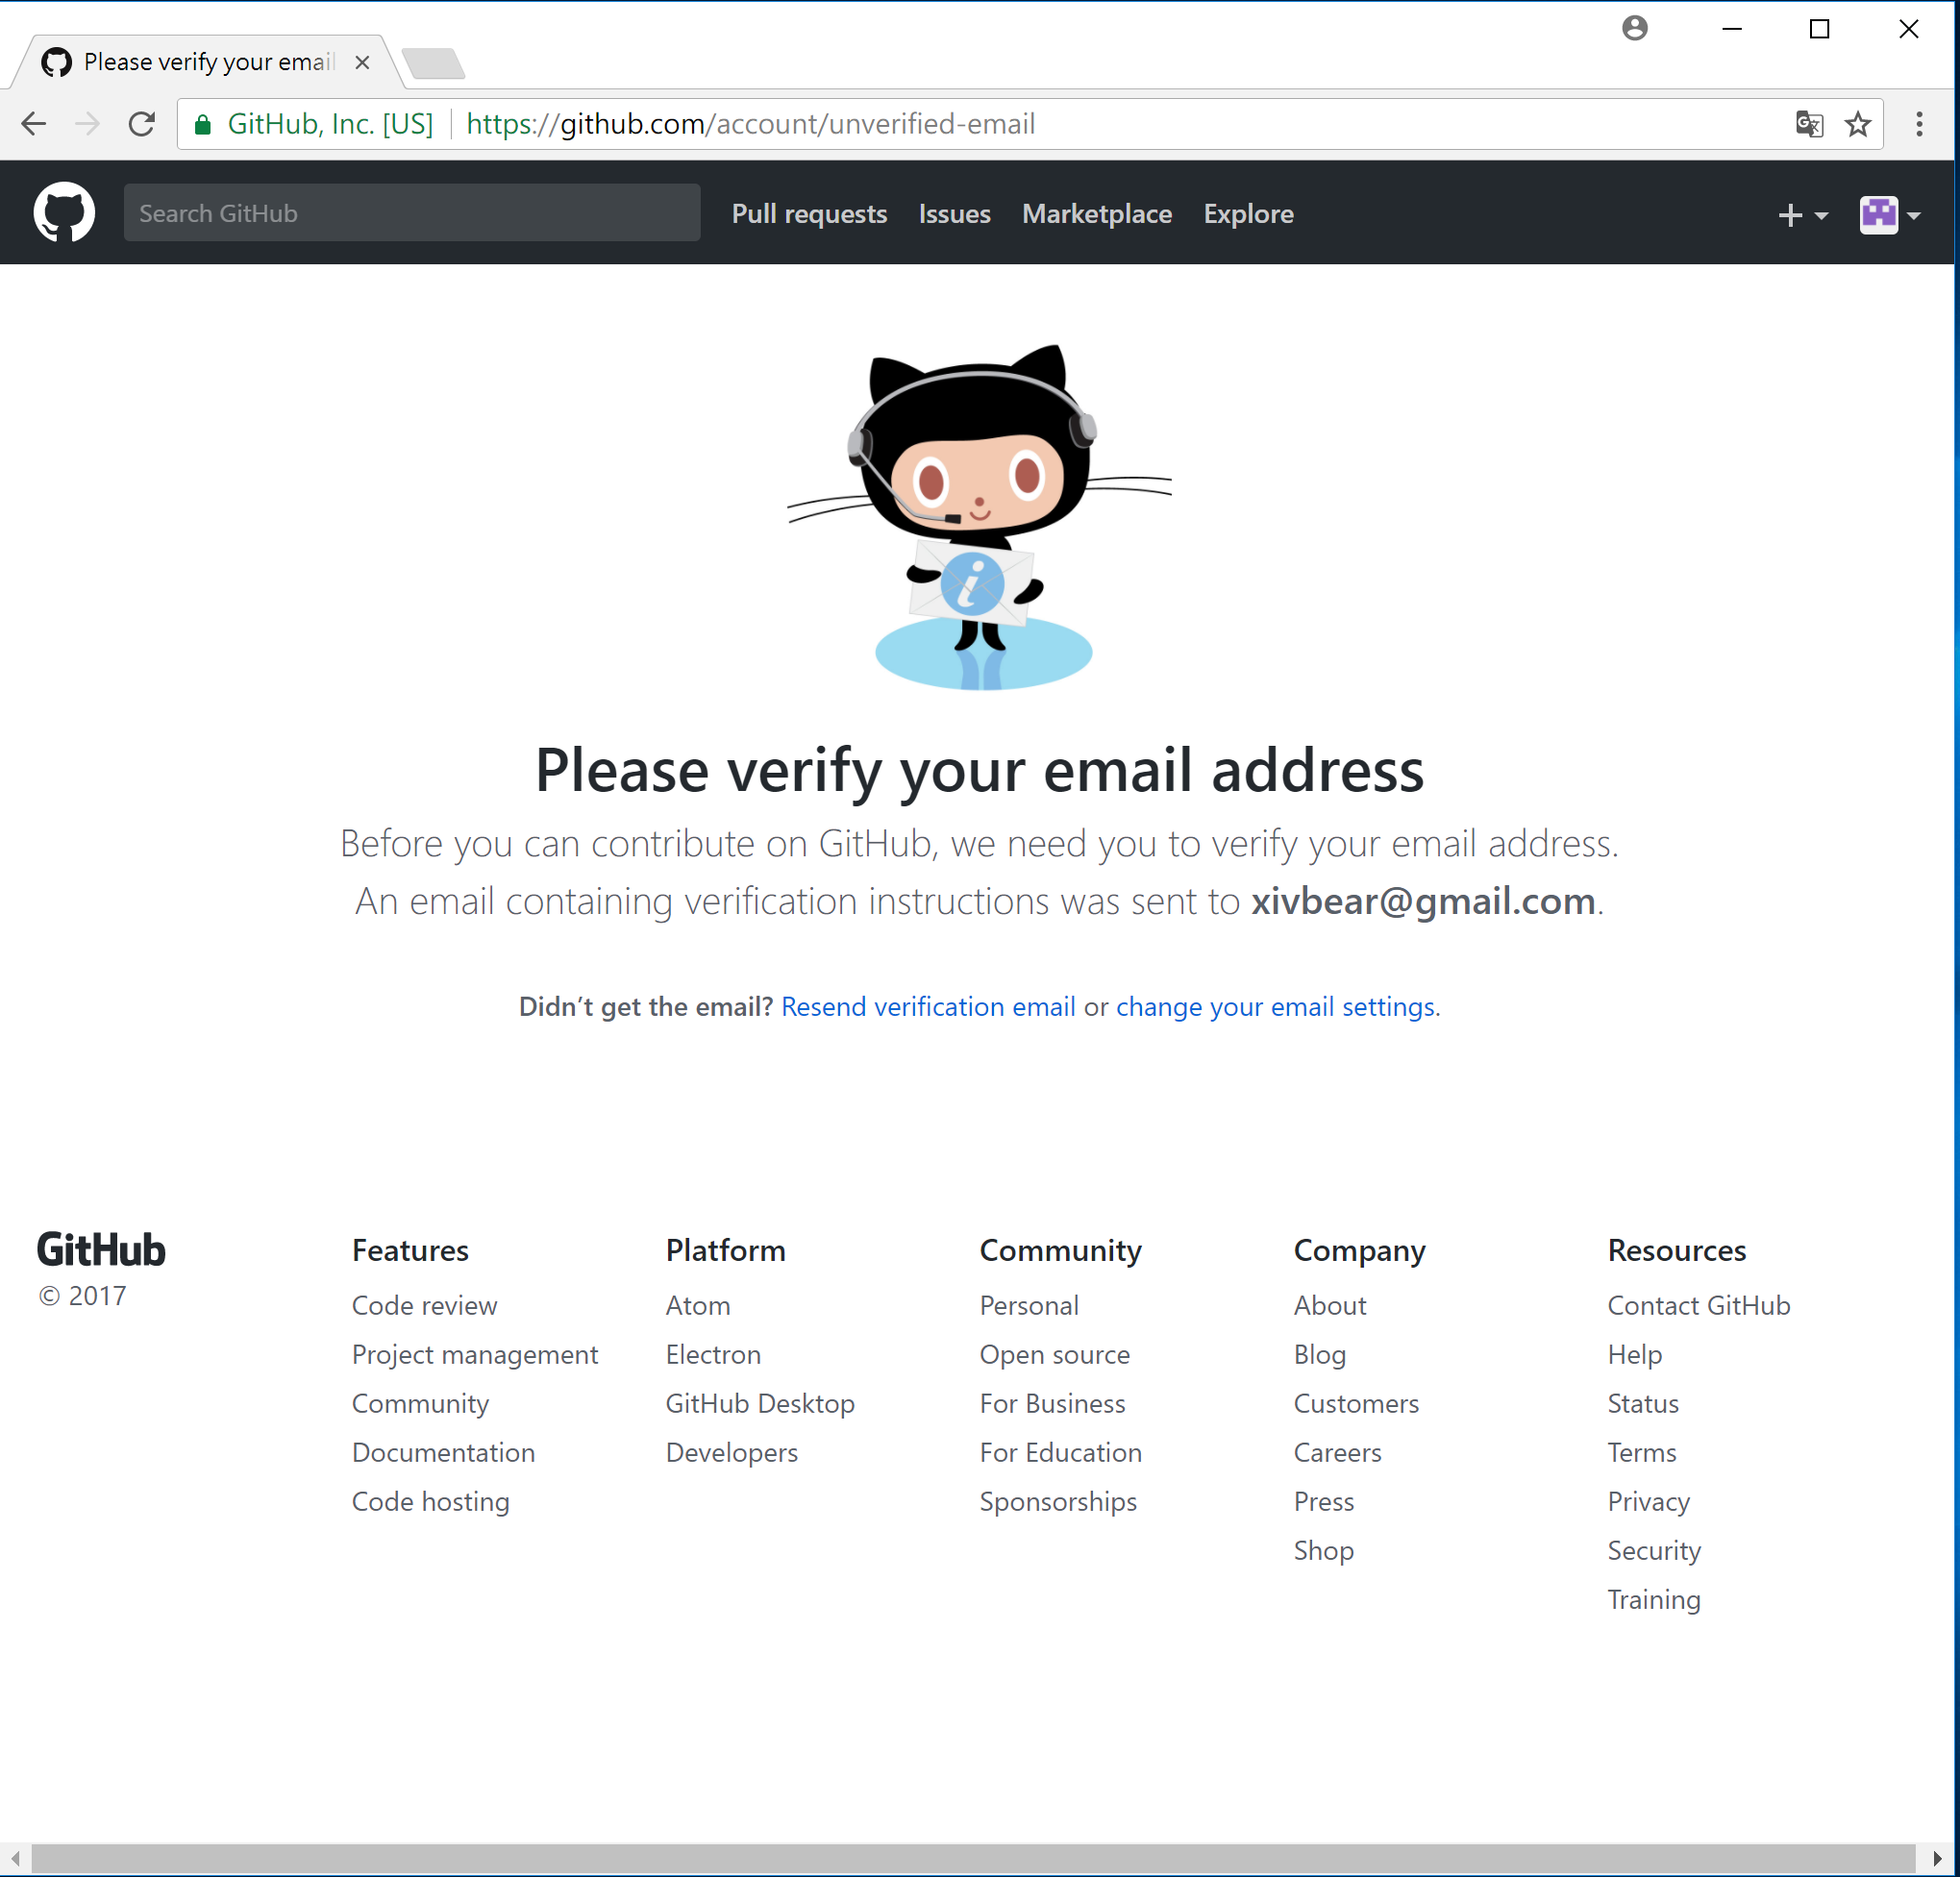 Please verify your email
GitHub, Inc. [US] https://github.com/account/unverified-email
Search GitHub Pull requests Issues Marketplace Explore
Please verify your email address
Before you can contribute on GitHub, we need you to verify your email address.
An email containing verification instructions was sent to xivbear@gmail.com.
Didn’t get the email? Resend verification email or change your email settings.
GitHub
© 2017
Features
Code review
Project management
Community
Documentation
Code hosting
Platform
Atom
Electron
GitHub Desktop
Developers
Community
Personal
Open source
For Business
For Education
Sponsorships
Company
About
Blog
Customers
Careers
Press
Shop
Resources
Contact GitHub
Help
Status
Terms
Privacy
Security
Training